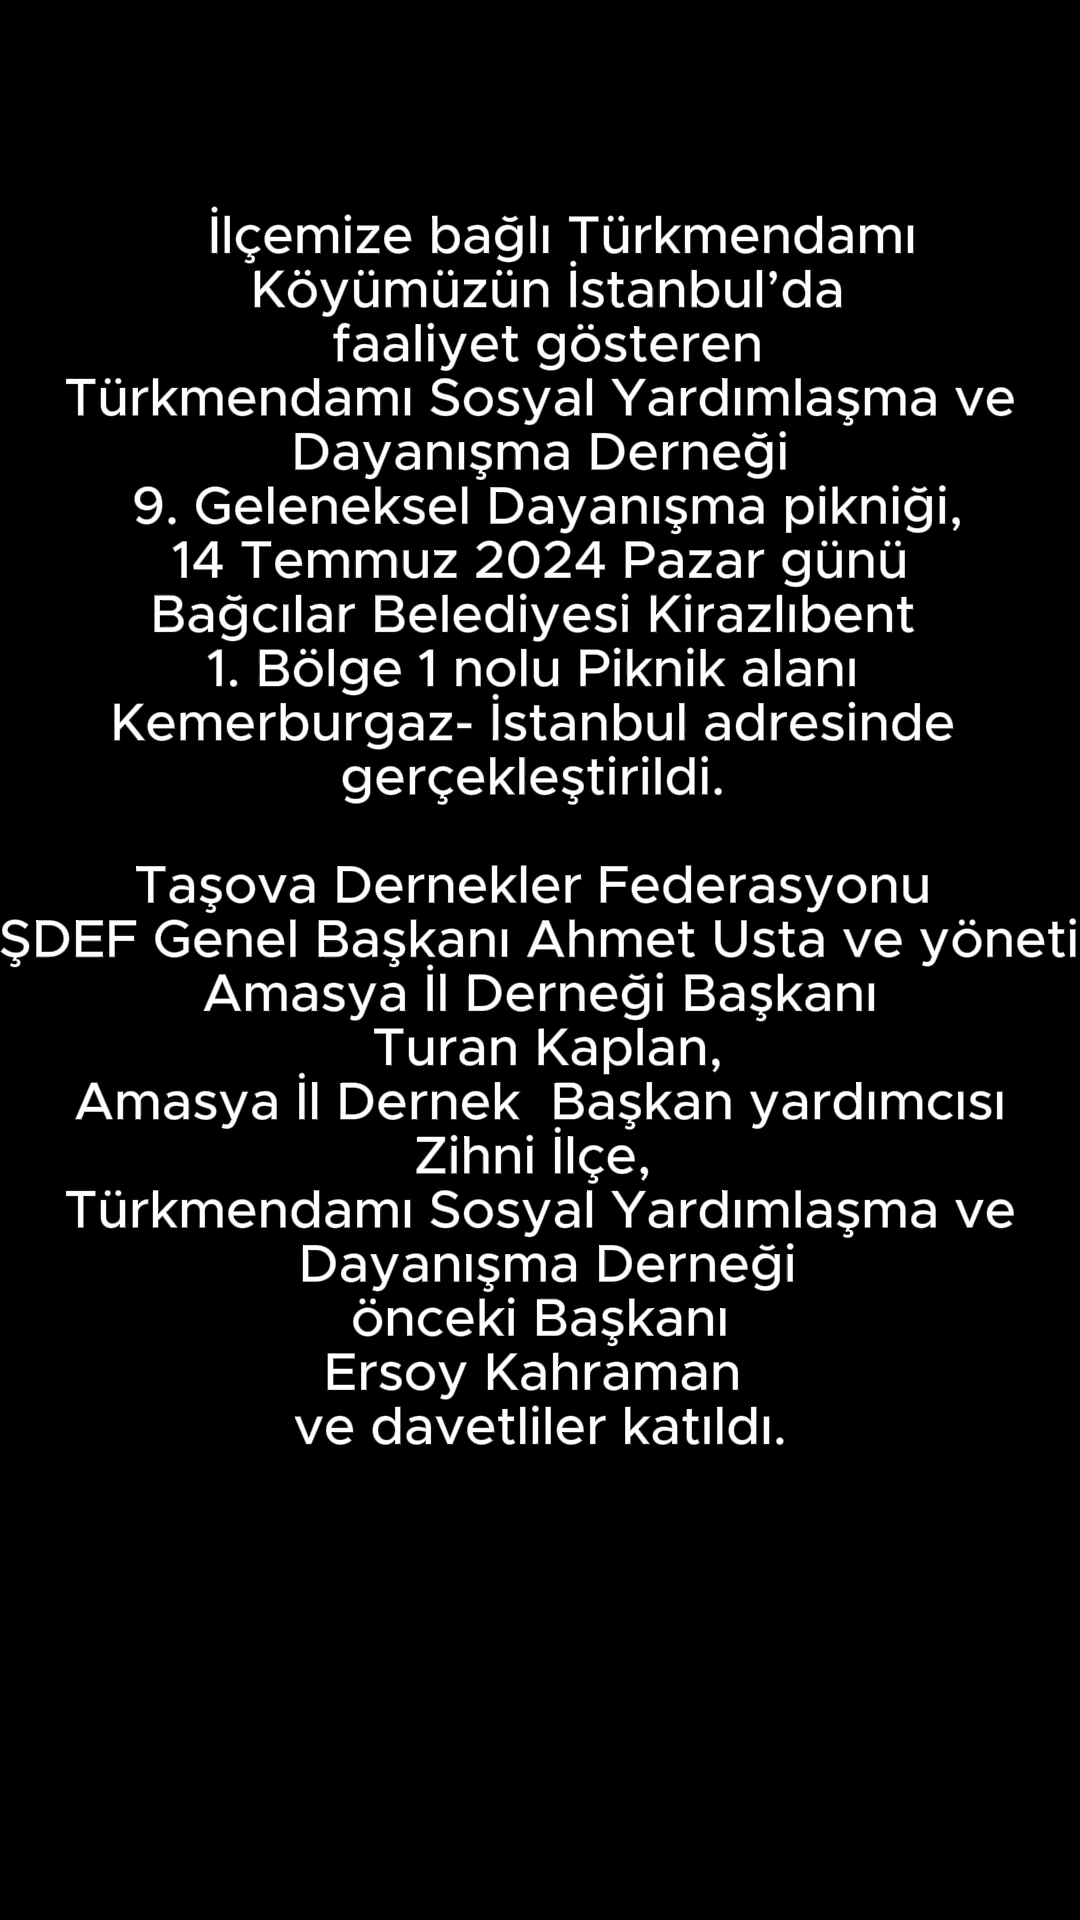 İlçemize bağlı Türkmendamı
Köyümüzün İstanbul’da
faaliyet gösteren
Türkmendamı Sosyal Yardımlaşma ve
Dayanışma Derneği
9. Geleneksel Dayanışma pikniği,
14 Temmuz 2024 Pazar günü
Bağcılar Belediyesi Kirazlıbent
1. Bölge 1 nolu Piknik alanı
Kemerburgaz- İstanbul adresinde
gerçekleştirildi.
Taşova Dernekler Federasyonu
ŞDEF Genel Başkanı Ahmet Usta ve yöneti
Amasya İl Derneği Başkanı
Turan Kaplan,
Amasya İl Dernek  Başkan yardımcısı
Zihni İlçe,
Türkmendamı Sosyal Yardımlaşma ve
Dayanışma Derneği
önceki Başkanı
Ersoy Kahraman
ve davetliler katıldı.